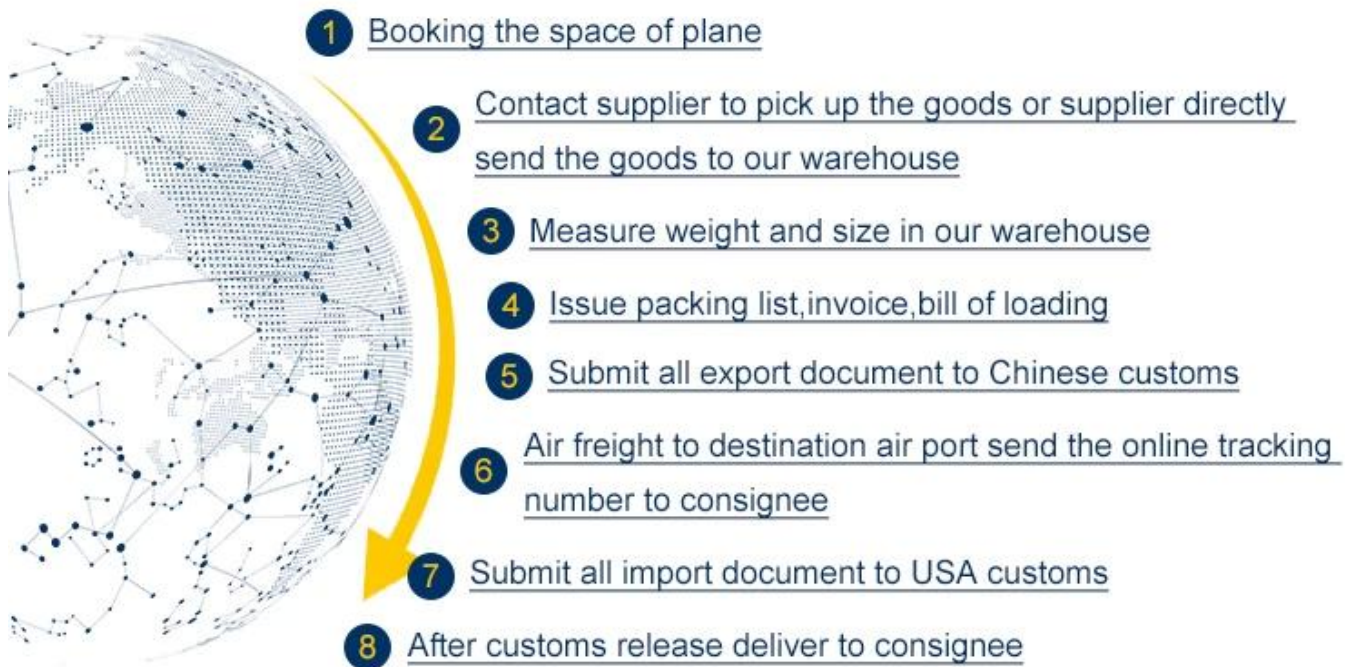 1 Booking the space of plane
2 Contact supplier to pick up the goods or supplier directly
send the goods to our warehouse
3 Measure weight and size in our warehouse
4 Issue packing list,invoice,bill of loading
5 Submit all export document to Chinese customs
6 Air freight to destination air port send the online tracking
number to consignee
7 Submit all import document to USA customs
8 After customs release deliver to consignee